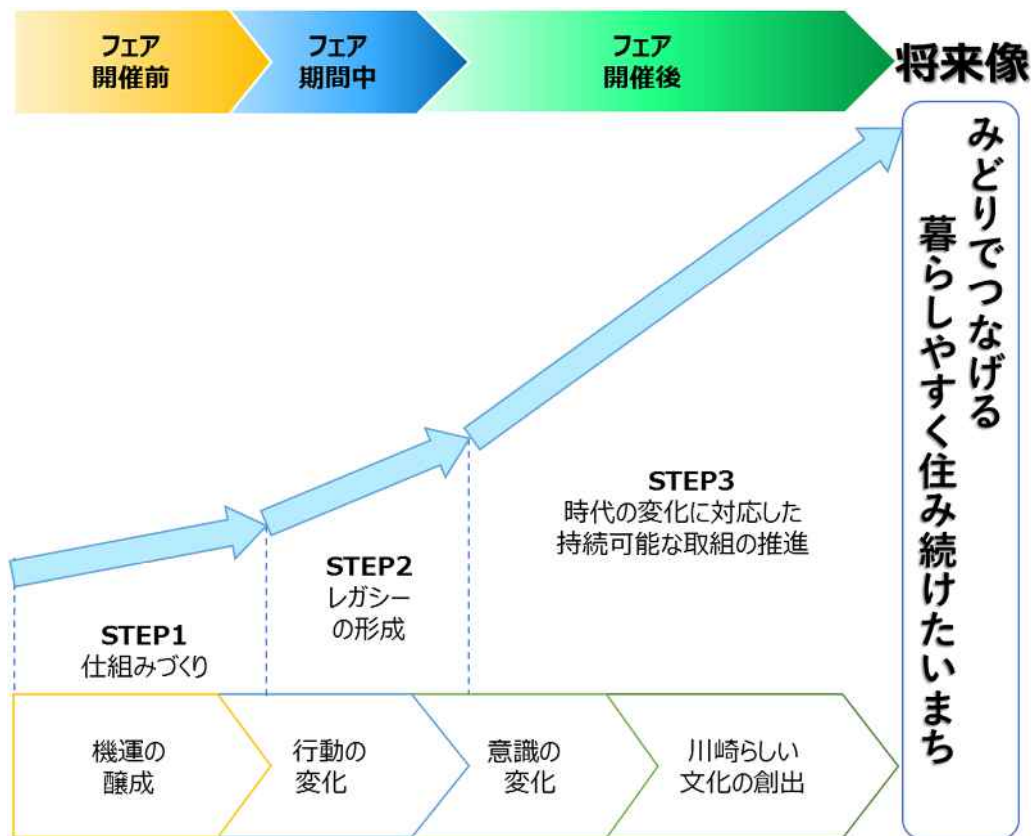 フェア
開催前
フェア
期間中
フェア
開催後
将来像
みどりでつなげる
暮らしやすく住み続けたいまち
STEP1
仕組みづくり
STEP2
レガシー
の形成
STEP3
時代の変化に対応した
持続可能な取組の推進
機運の
醸成
行動の
変化
意識の
変化
川崎らしい
文化の創出